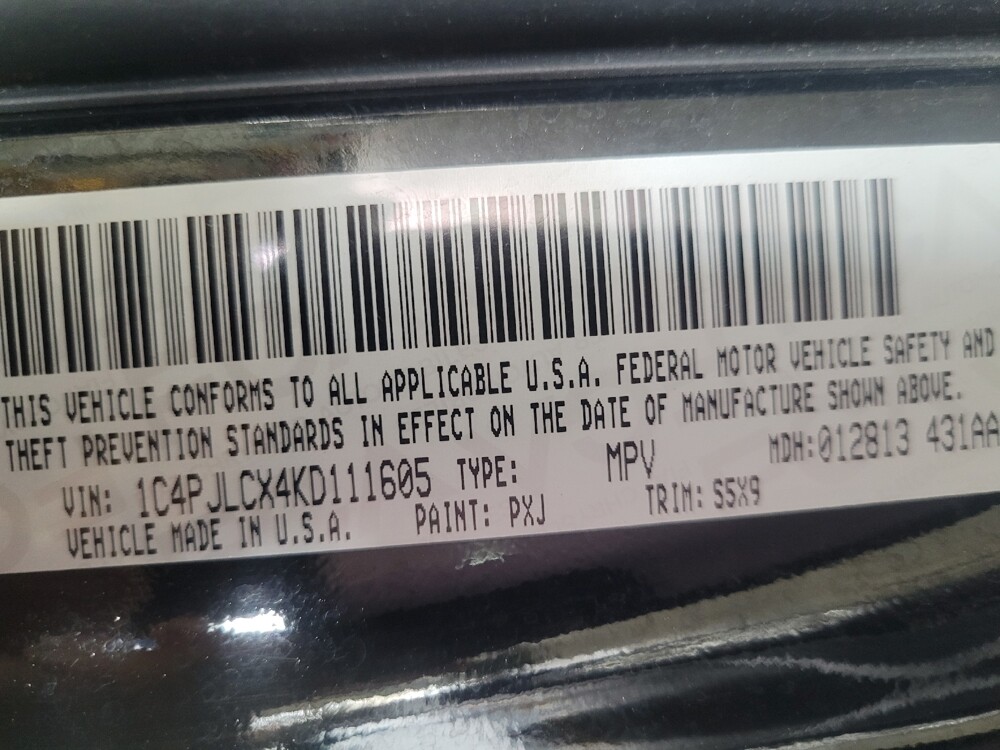 THIS VEHICLE CONFORMS TO ALL APPLICABLE U.S.A. FEDERAL MOTOR VEHICLE SAFETY AND
THEFT PREVENTION STANDARDS IN EFFECT ON THE DATE OF MANUFACTURE SHOWN ABOVE.
VIN: 1C4PJLCX4KD111605 TYPE: MPV MDH:012813 431AA
VEHICLE MADE IN U.S.A. PAINT: PXJ TRIM: S5X9